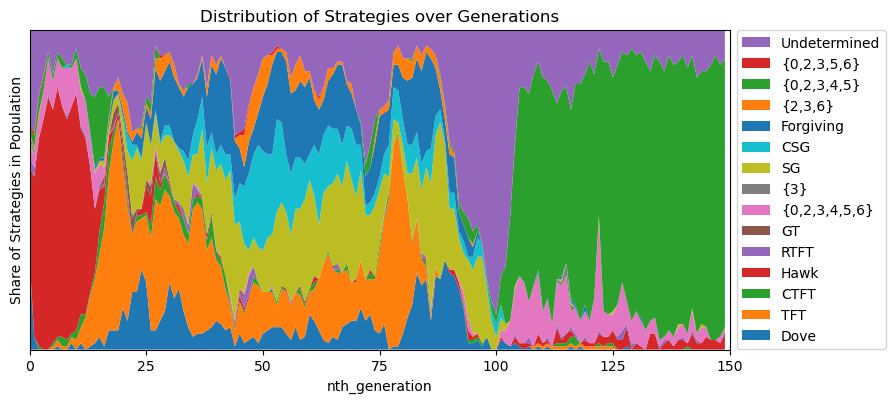 Distribution of Strategies over Generations
Share of Strategies in Population
0 25 50 75 100 125 150
nth_generation
Undetermined
{0,2,3,5,6}
{0,2,3,4,5}
{2,3,6}
Forgiving
CSG
SG
{3}
{0,2,3,4,5,6}
GT
RTFT
Hawk
CTFT
TFT
Dove